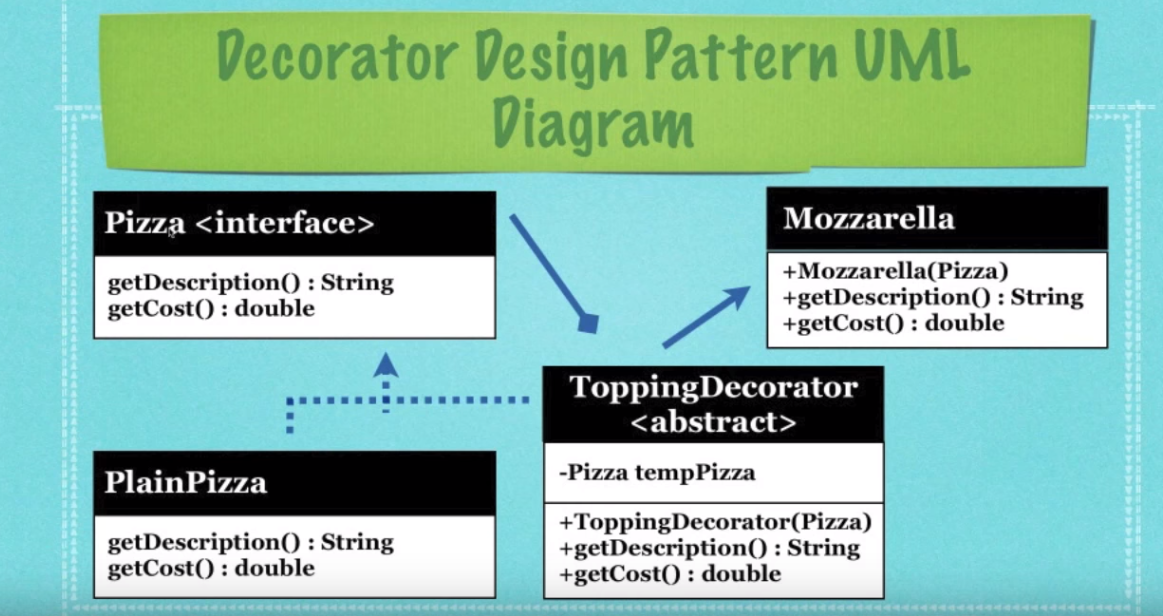 Decorator Design Pattern UML
Diagram
Pizza <interface>
getDescription() : String
getCost() : double
Mozzarella
+Mozzarella(Pizza)
+getDescription() : String
+getCost() : double
PlainPizza
getDescription() : String
getCost() : double
ToppingDecorator
<abstract>
-Pizza tempPizza
+ToppingDecorator(Pizza)
+getDescription() : String
+getCost() : double